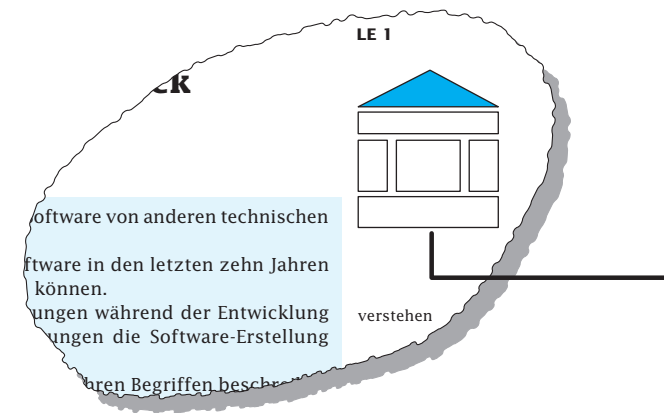 LE 1
ck
oftware von anderen technischen
ftware in den letzten zehn Jahren
können.
ungen während der Entwicklung
verstehen
ungen die Software-Erstellung
hren Begriffen